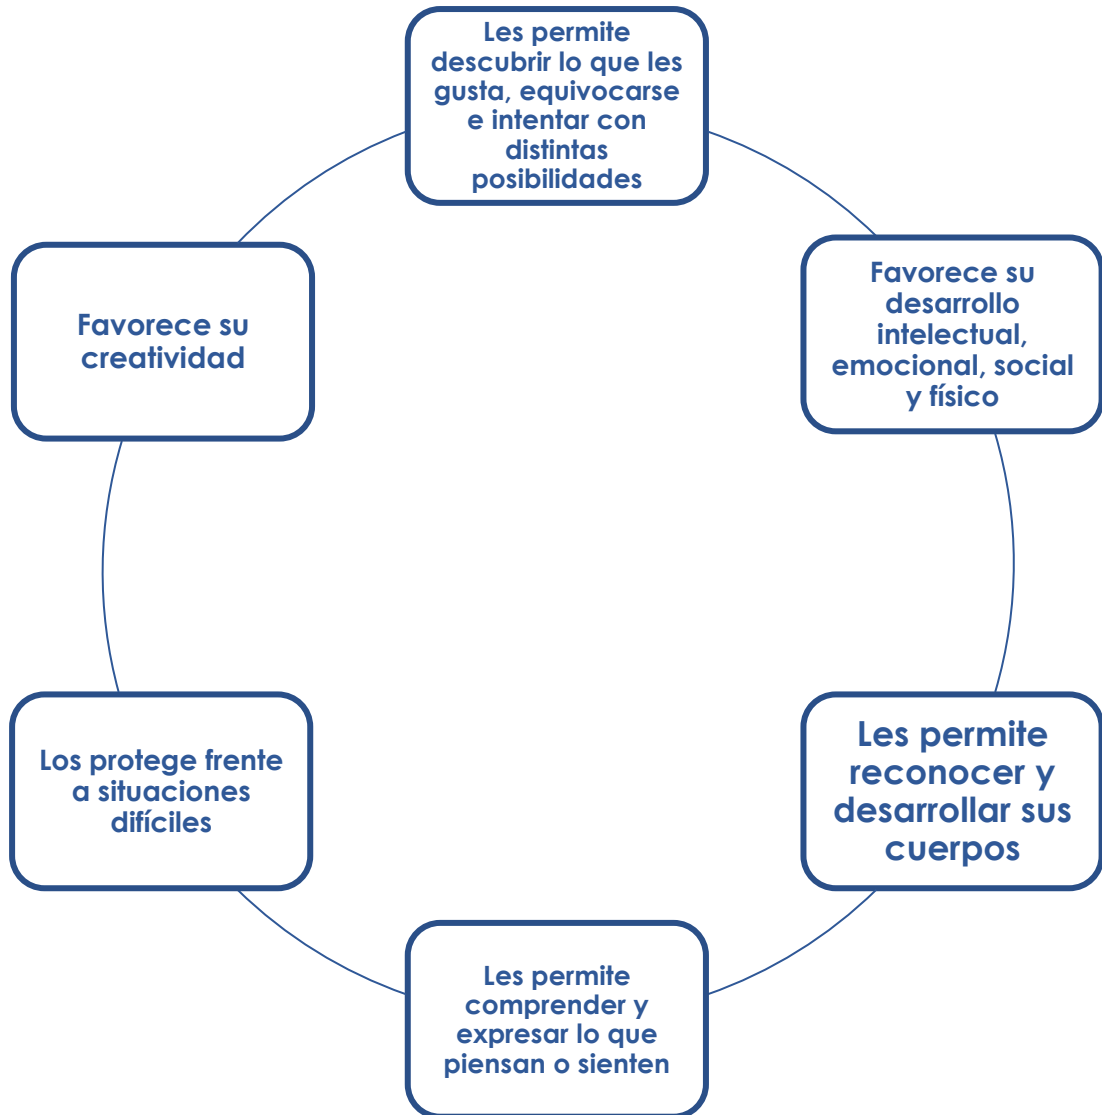 Les permite
descubrir lo que les
gusta, equivocarse
e intentar con
distintas
posibilidades
Favorece su
desarrollo
intelectual,
emocional, social
y físico
Les permite
reconocer y
desarrollar sus
cuerpos
Les permite
comprender y
expresar lo que
piensan o sienten
Los protege frente
a situaciones
difíciles
Favorece su
creatividad